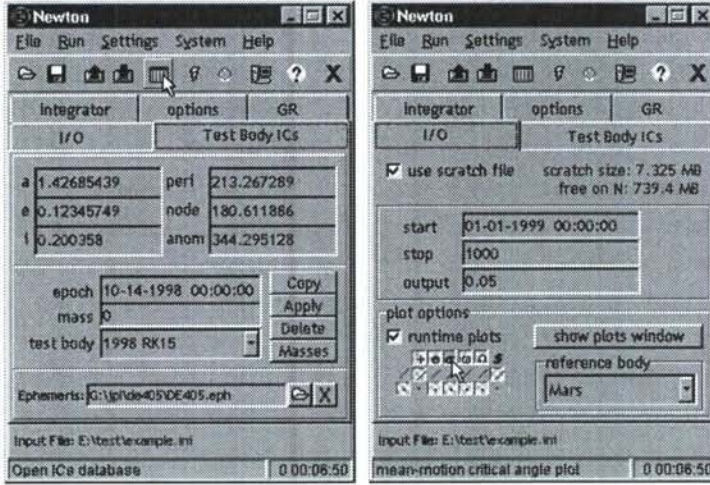 Newton
File Run Settings System Help
integrator options GR
I/O Test Body ICs
a 1.42685439 peri 213.267289
e 0.12345749 node 180.611886
i 0.200358 anom 344.295128
epoch 10-14-1998 00:00:00 Copy
mass 0 Apply
test body 1998 RK15 Delete
Masses
Ephemeris: G:\jpl\de405\DE405.eph
Input File: E:\test\example.ini
Open ICs database 0 00:06:50
Newton
File Run Settings System Help
integrator options GR
I/O Test Body ICs
use scratch file scratch size: 7.325 MB
free on N: 739.4 MB
start 01-01-1999 00:00:00
stop 1000
output 0.05
plot options
runtime plots show plots window
reference body
Mars
Input File: E:\test\example.ini
mean-motion critical angle plot 0 00:06:50